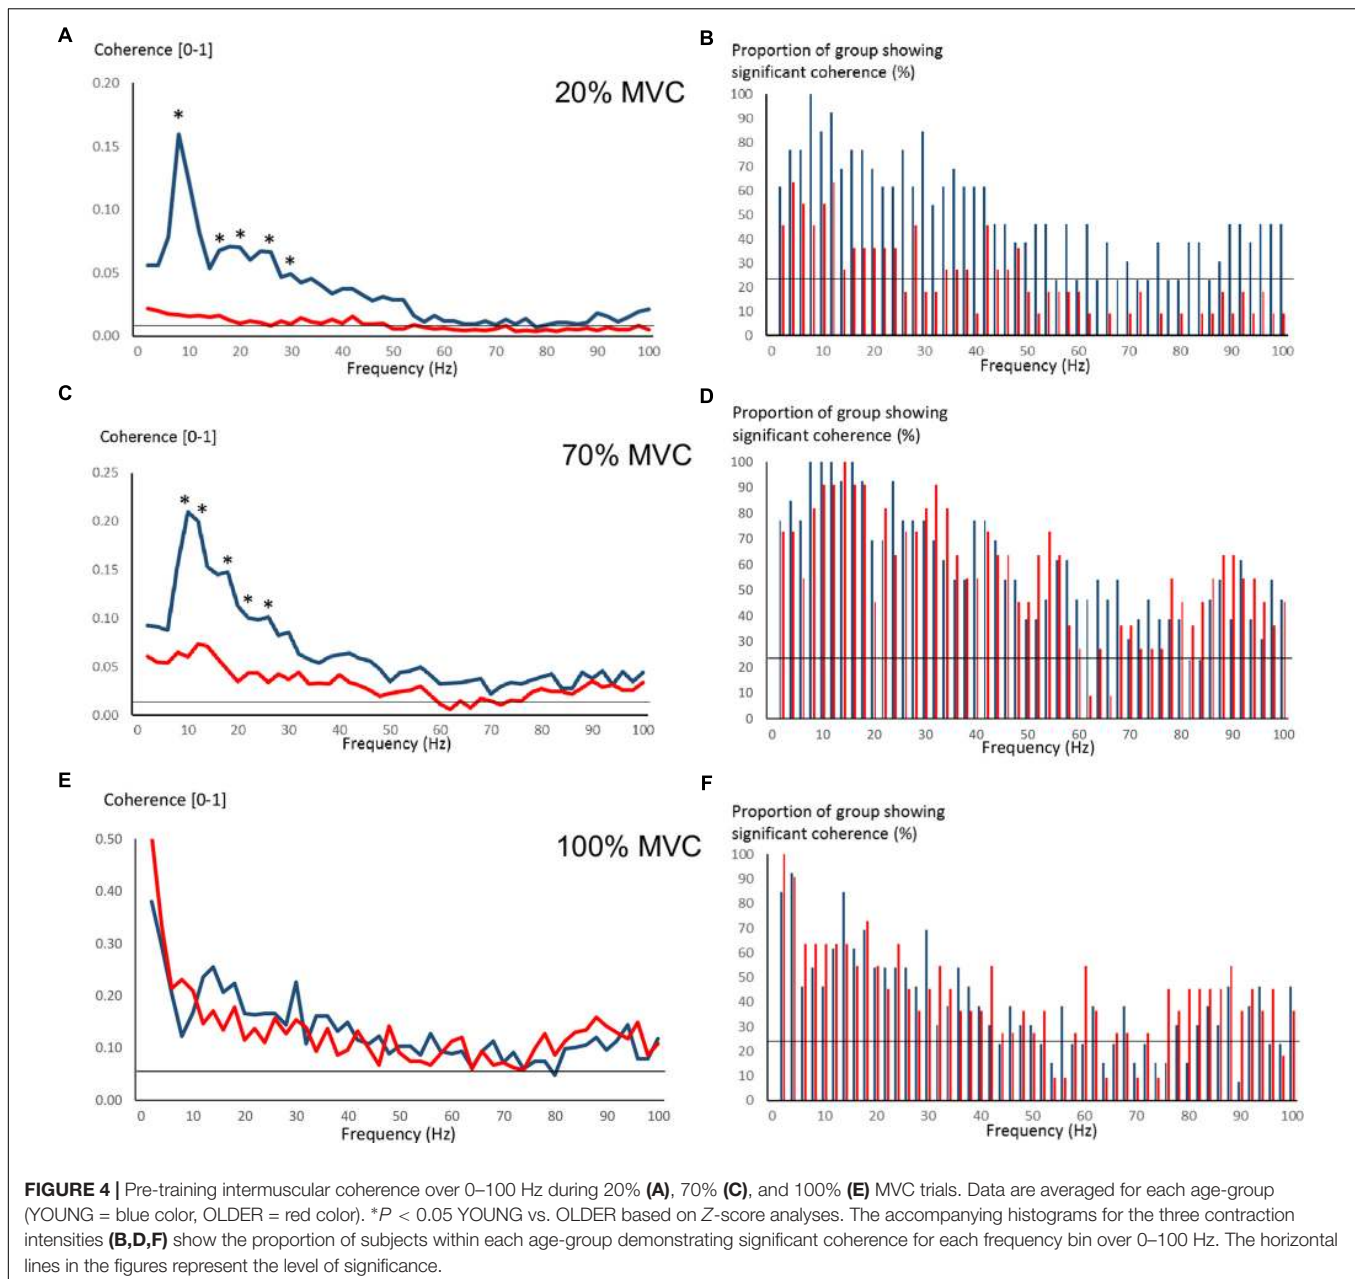 A
Coherence [0-1]
20% MVC
0.20
0.15
0.10
0.05
0.00
*
* * * *
0 10 20 30 40 50 60 70 80 90 100
Frequency (Hz)
B
Proportion of group showing
significant coherence (%)
100
90
80
70
60
50
40
30
20
10
0
0 10 20 30 40 50 60 70 80 90 100
Frequency (Hz)
C
Coherence [0-1]
70% MVC
0.25
0.20
0.15
0.10
0.05
0.00
* *
*
* *
0 10 20 30 40 50 60 70 80 90 100
Frequency (Hz)
D
Proportion of group showing
significant coherence (%)
100
90
80
70
60
50
40
30
20
10
0
0 10 20 30 40 50 60 70 80 90 100
Frequency (Hz)
E
Coherence [0-1]
100% MVC
0.50
0.40
0.30
0.20
0.10
0.00
0 10 20 30 40 50 60 70 80 90 100
Frequency (Hz)
F
Proportion of group showing
significant coherence (%)
100
90
80
70
60
50
40
30
20
10
0
0 10 20 30 40 50 60 70 80 90 100
Frequency (Hz)
FIGURE 4 | Pre-training intermuscular coherence over 0–100 Hz during 20% (A), 70% (C), and 100% (E) MVC trials. Data are averaged for each age-group
(YOUNG = blue color, OLDER = red color). *P < 0.05 YOUNG vs. OLDER based on Z-score analyses. The accompanying histograms for the three contraction
intensities (B,D,F) show the proportion of subjects within each age-group demonstrating significant coherence for each frequency bin over 0–100 Hz. The horizontal
lines in the figures represent the level of significance.